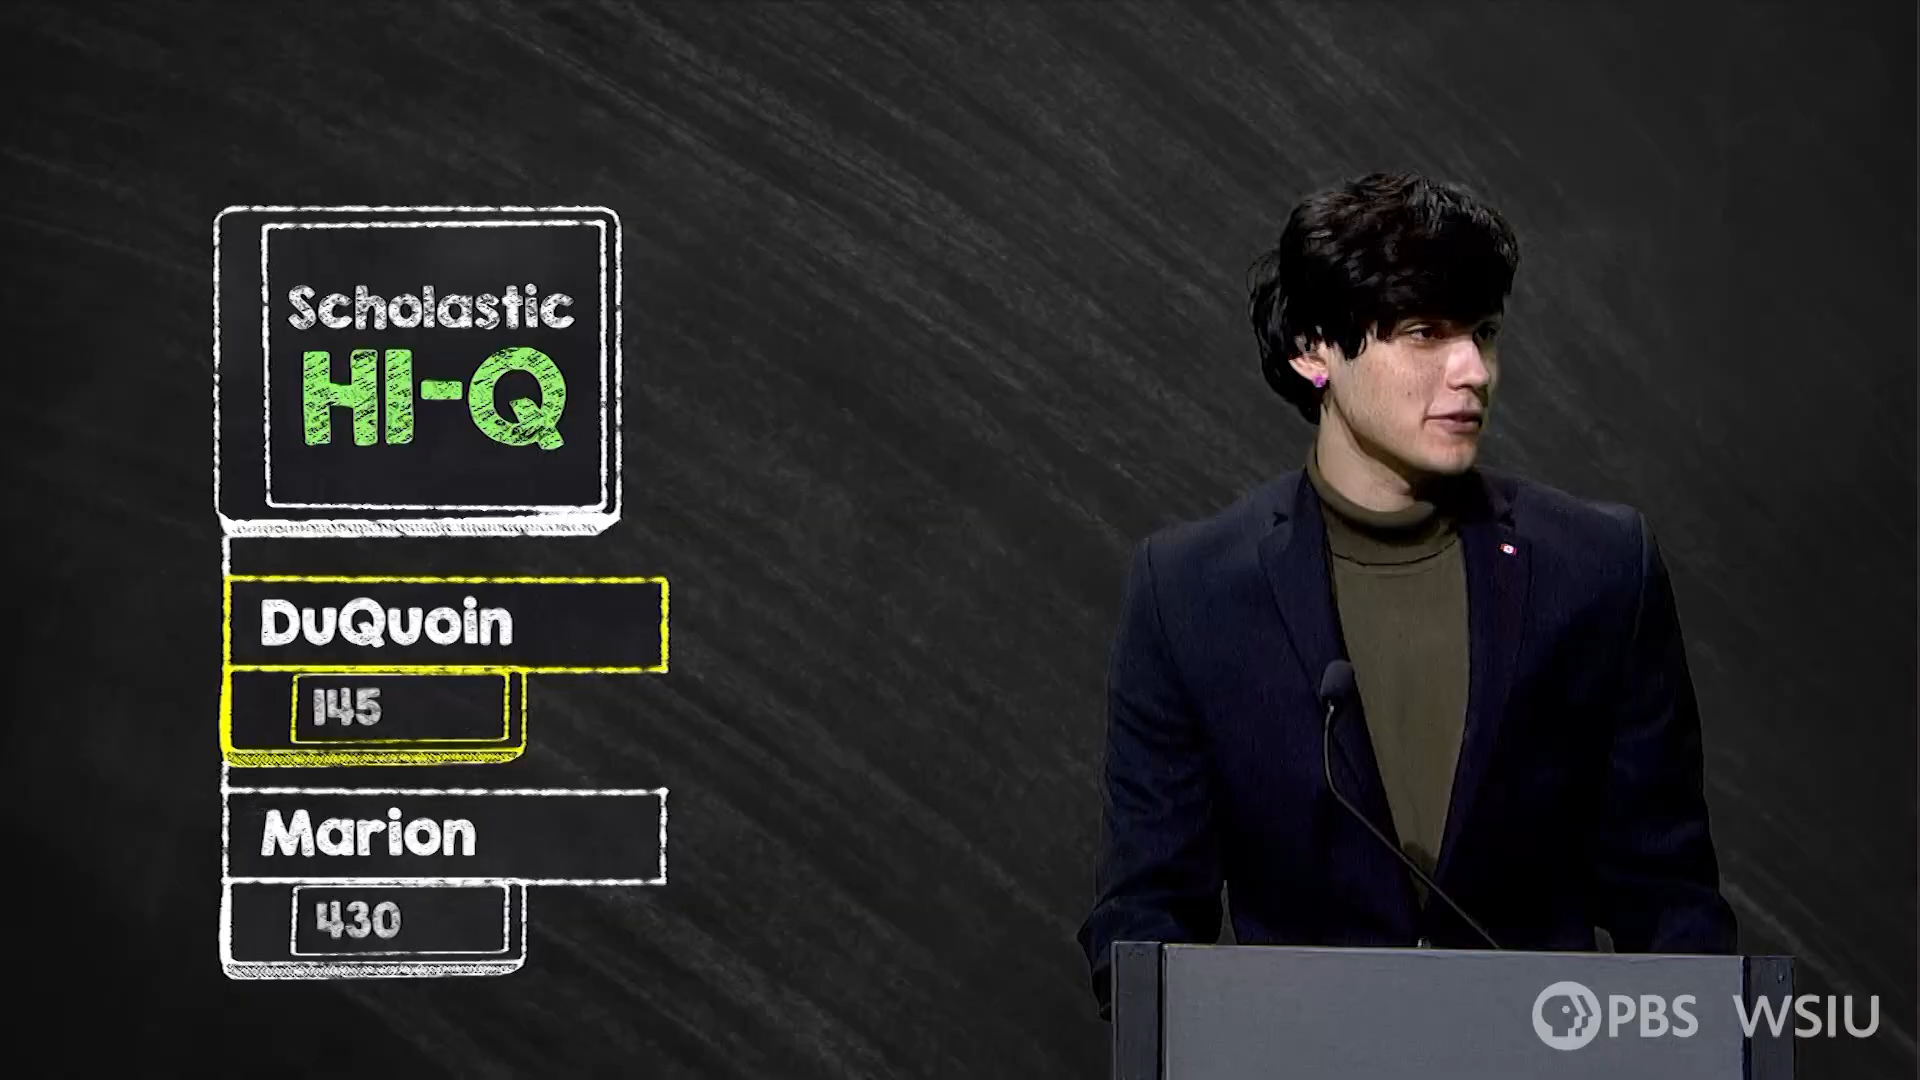 Scholastic
HI-Q
DuQuoin
145
Marion
430
PBS WSIU